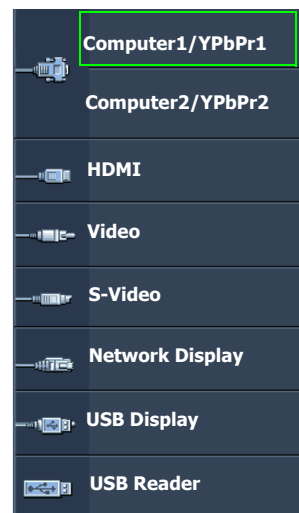 Computer1/YPbPr1
Computer2/YPbPr2
HDMI
Video
S-Video
Network Display
USB Display
USB Reader